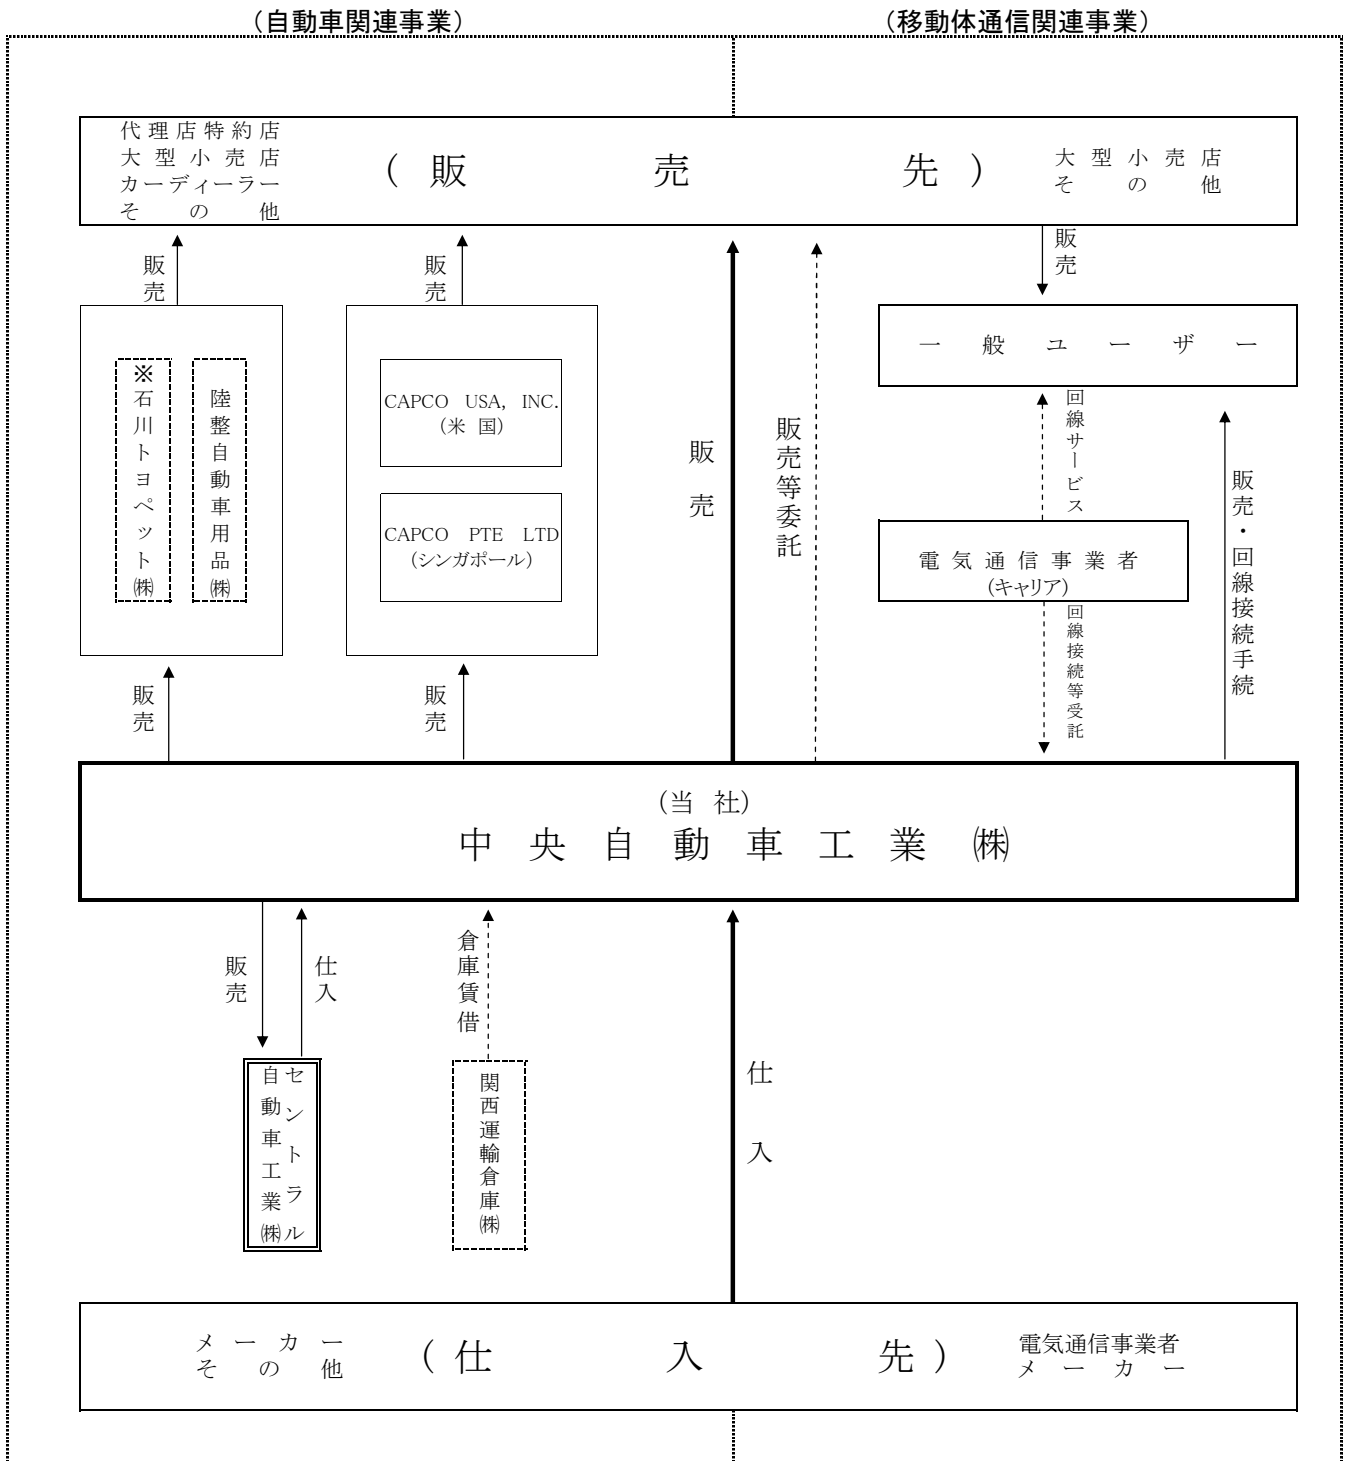 (自動車関連事業)
(移動体通信関連事業)
代理店特約店
大型小売店
カーディーラー
その他
(販売先)
大型小売店
その他
販売
販売
販売
一般ユーザー
※石川トヨペット㈱
陸整自動車用品㈱
CAPCO USA, INC.
(米国)
CAPCO PTE LTD
(シンガポール)
販売
販売等委託
回線サービス
電気通信事業者
(キャリア)
販売・回線接続手続
回線接続等受託
販売
販売
(当社)
中央自動車工業㈱
販売
仕入
倉庫賃借
仕入
セントラル
自動車工業㈱
関西運輸倉庫㈱
メーカー
その他
(仕入先)
電気通信事業者
メーカー